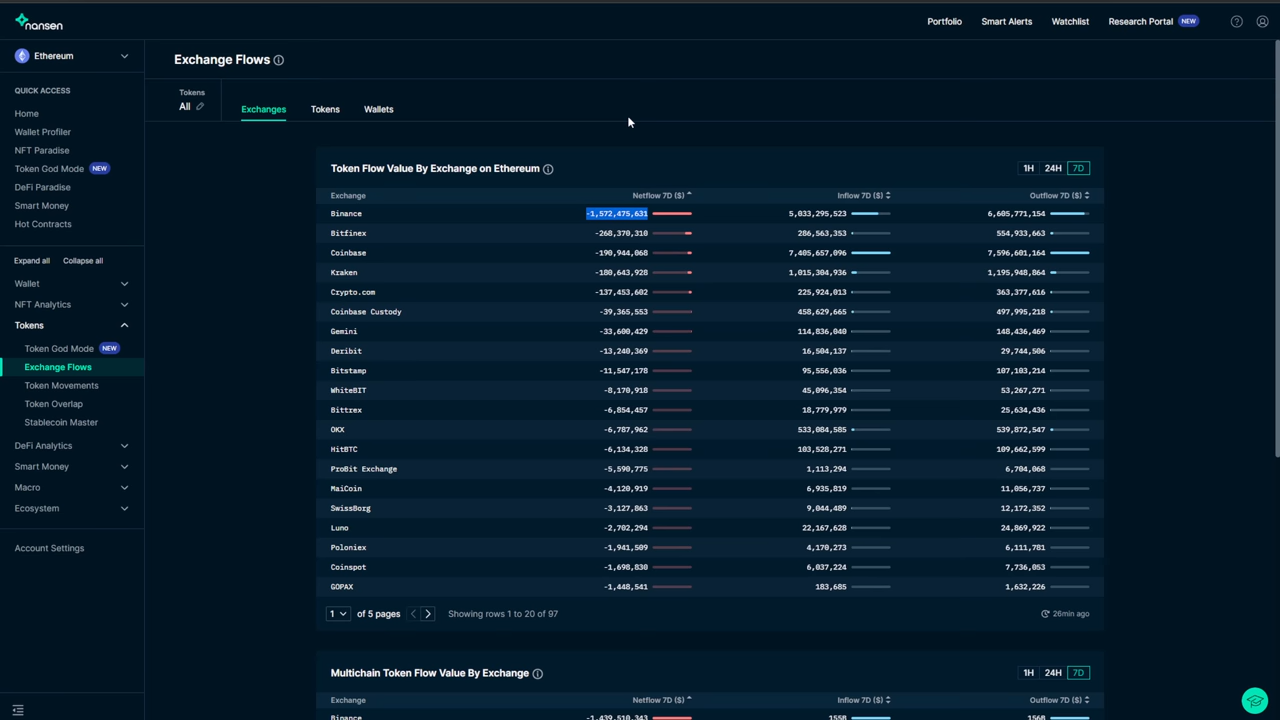 nansen
Portfolio Smart Alerts Watchlist Research Portal NEW
Ethereum
Exchange Flows
QUICK ACCESS
Home
Wallet Profiler
NFT Paradise
Token God Mode NEW
DeFi Paradise
Smart Money
Hot Contracts
Expand all Collapse all
Wallet
NFT Analytics
Tokens
Token God Mode NEW
Exchange Flows
Token Movements
Token Overlap
Stablecoin Master
DeFi Analytics
Smart Money
Macro
Ecosystem
Account Settings
Tokens
All
Exchanges Tokens Wallets
Token Flow Value By Exchange on Ethereum 1H 24H 7D
Exchange Netflow 7D ($) Inflow 7D ($) Outflow 7D ($)
Binance -1,572,475,631 5,033,295,523 6,605,771,154
Bitfinex -268,370,310 286,563,353 554,933,663
Coinbase -190,944,068 7,405,657,096 7,596,601,164
Kraken -180,643,928 1,015,304,936 1,195,948,864
Crypto.com -137,453,602 225,924,013 363,377,616
Coinbase Custody -39,365,553 458,629,665 497,995,218
Gemini -33,600,429 114,836,040 148,436,469
Deribit -13,240,369 16,504,137 29,744,506
Bitstamp -11,547,178 95,556,036 107,103,214
WhiteBIT -8,170,918 45,096,354 53,267,271
Bittrex -6,854,457 18,779,979 25,634,436
OKX -6,787,962 533,084,585 539,872,547
HitBTC -6,134,328 103,528,271 109,662,599
ProBit Exchange -5,590,775 1,113,294 6,704,068
MaiCoin -4,120,919 6,935,819 11,056,737
SwissBorg -3,127,863 9,044,489 12,172,352
Luno -2,702,294 22,167,628 24,869,922
Poloniex -1,941,509 4,170,273 6,111,781
Coinspot -1,698,830 6,037,224 7,736,053
GOPAX -1,448,541 183,685 1,632,226
1 of 5 pages Showing rows 1 to 20 of 97 26min ago
Multichain Token Flow Value By Exchange 1H 24H 7D
Exchange Netflow 7D ($) Inflow 7D ($) Outflow 7D ($)
Binance -1,439,510,343 155B 156B